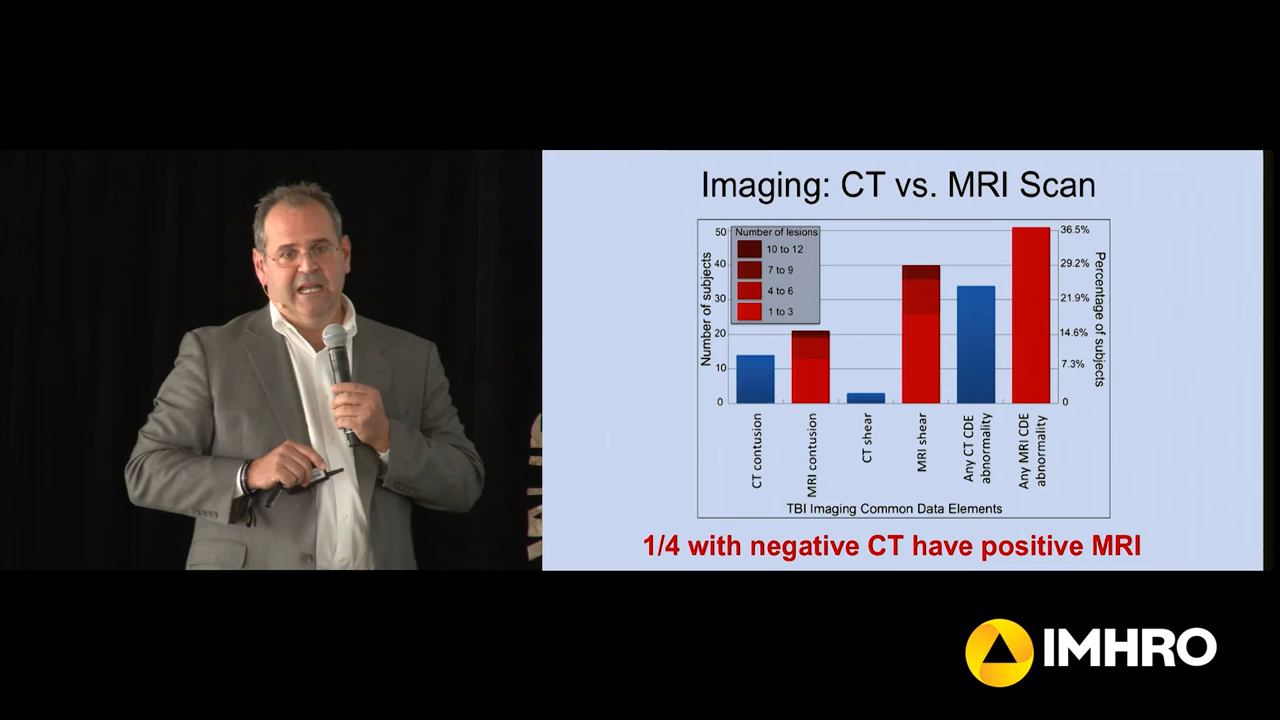 Imaging: CT vs. MRI Scan
Number of subjects
50
40
30
20
10
0
Number of lesions
10 to 12
7 to 9
4 to 6
1 to 3
36.5%
29.2%
21.9%
14.6%
7.3%
0
Percentage of subjects
CT contusion
MRI contusion
CT shear
MRI shear
Any CT CDE
abnormality
Any MRI CDE
abnormality
TBI Imaging Common Data Elements
1/4 with negative CT have positive MRI
IMHRO